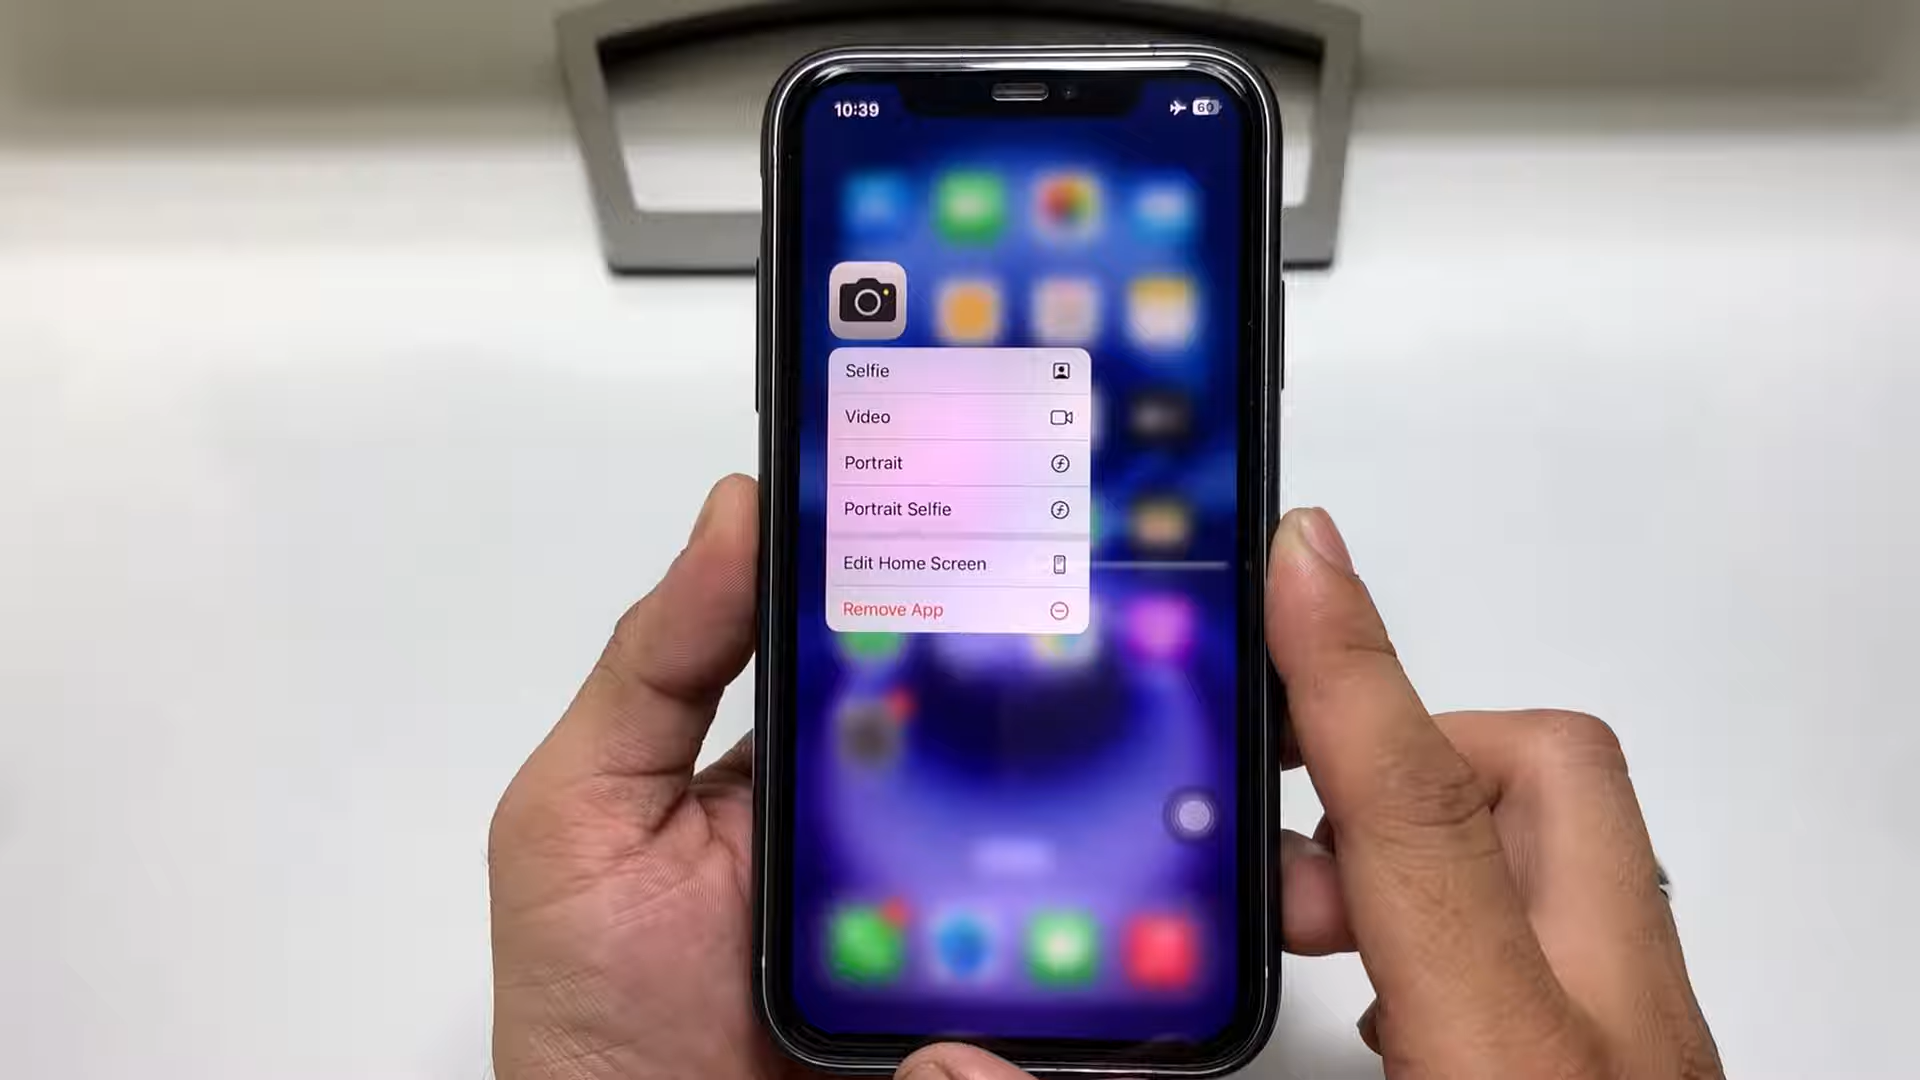 10:39
60
Selfie
Video
Portrait
Portrait Selfie
Edit Home Screen
Remove App